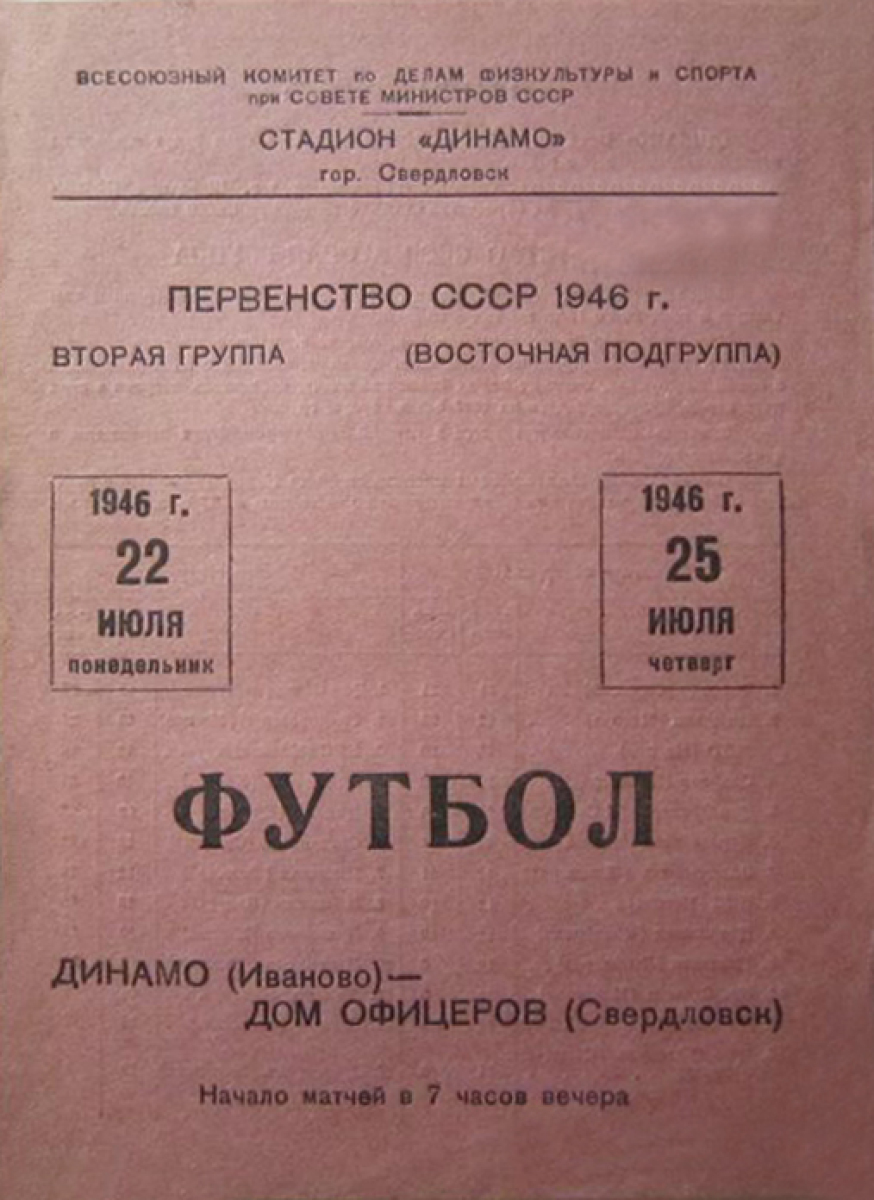 ВСЕСОЮЗНЫЙ КОМИТЕТ по ДЕЛАМ ФИЗКУЛЬТУРЫ и СПОРТА
при СОВЕТЕ МИНИСТРОВ СССР
СТАДИОН «ДИНАМО»
гор. Свердловск
ПЕРВЕНСТВО СССР 1946 г.
ВТОРАЯ ГРУППА (ВОСТОЧНАЯ ПОДГРУППА)
1946 г.
22
ИЮЛЯ
понедельник
1946 г.
25
ИЮЛЯ
четверг
ФУТБОЛ
ДИНАМО (Иваново)—
ДОМ ОФИЦЕРОВ (Свердловск)
Начало матчей в 7 часов вечера